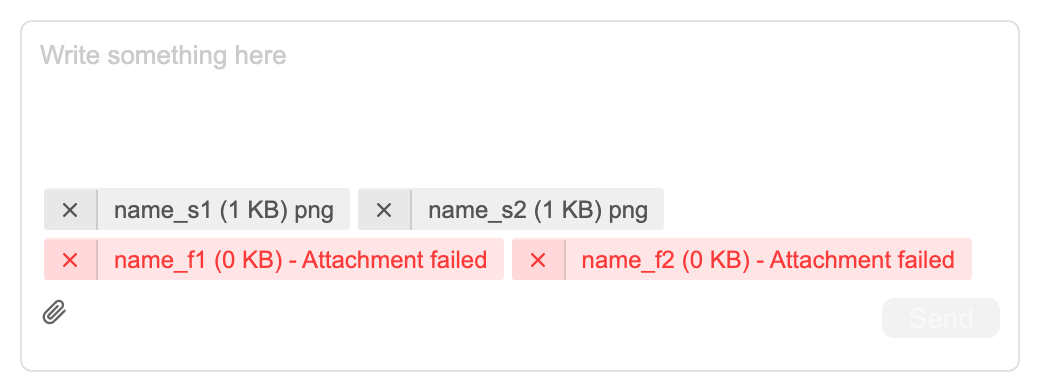 Write something here
× name_s1 (1 KB) png × name_s2 (1 KB) png
× name_f1 (0 KB) - Attachment failed × name_f2 (0 KB) - Attachment failed
Send